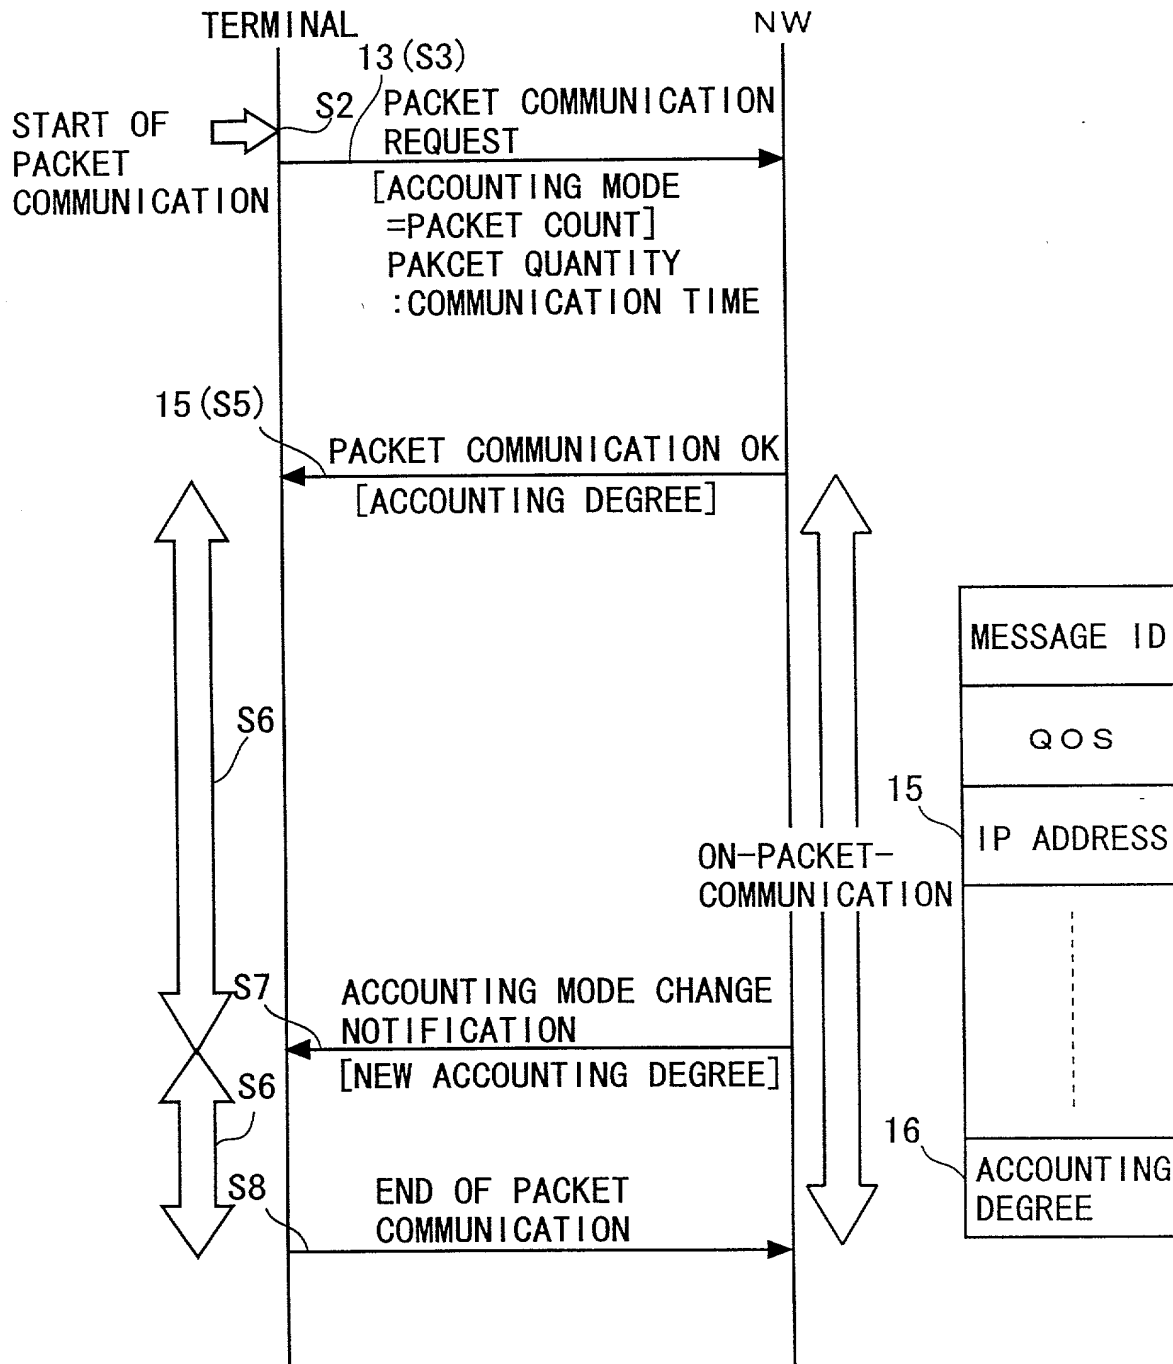 TERMINAL
NW
13(S3)
START OF
PACKET
COMMUNICATION
S2
PACKET COMMUNICATION
REQUEST
[ACCOUNTING MODE
=PACKET COUNT]
PAKCET QUANTITY
:COMMUNICATION TIME
15(S5)
PACKET COMMUNICATION OK
[ACCOUNTING DEGREE]
MESSAGE ID
QOS
S6
15
IP ADDRESS
ON-PACKET-
COMMUNICATION
S7
ACCOUNTING MODE CHANGE
NOTIFICATION
[NEW ACCOUNTING DEGREE]
S6
16
ACCOUNTING
DEGREE
S8
END OF PACKET
COMMUNICATION